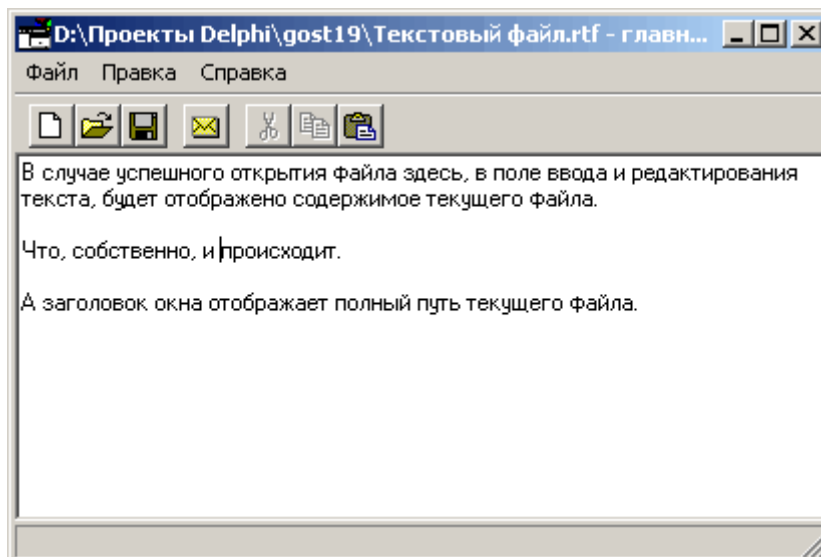 D:\Проекты Delphi\gost19\Текстовый файл.rtf - главн...
Файл Правка Справка
В случае успешного открытия файла здесь, в поле ввода и редактирования
текста, будет отображено содержимое текущего файла.
Что, собственно, и происходит.
А заголовок окна отображает полный путь текущего файла.